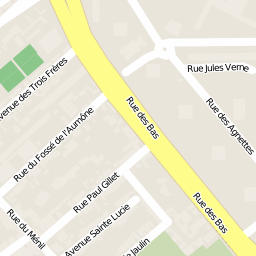 Rue Jules Verne
Avenue des Trois Frères
Rue des Bas
Rue des Agnettes
Rue du Fossé de l'Aumône
Rue Paul Gillet
Rue des Bas
Rue du Ménil
Avenue Sainte Lucie
Jaulin